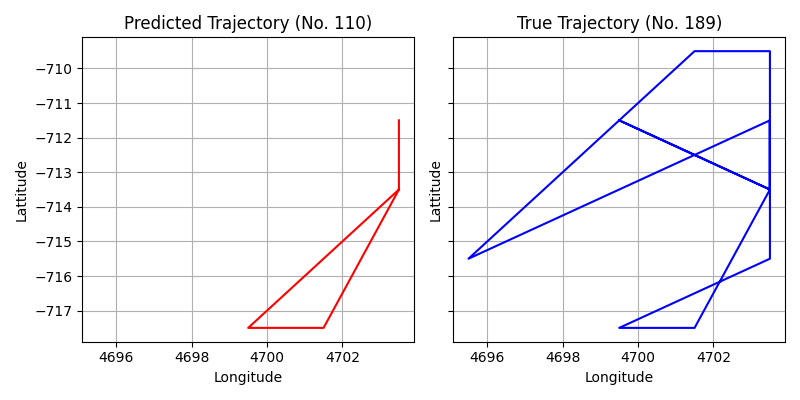 Predicted Trajectory (No. 110)
True Trajectory (No. 189)
Lattitude
−710
−711
−712
−713
−714
−715
−716
−717
4696
4698
4700
4702
Longitude
Lattitude
4696
4698
4700
4702
Longitude